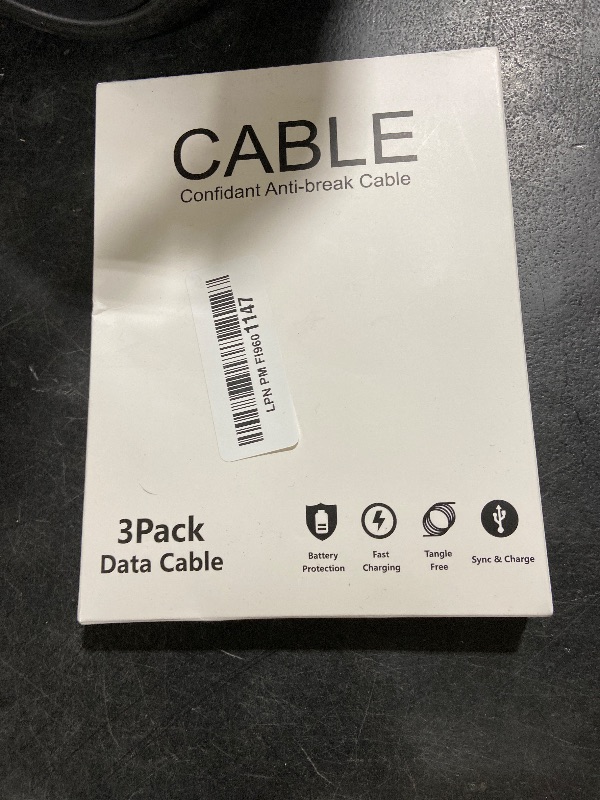 CABLE
Confidant Anti-break Cable
LPN PM FI9601147
3Pack
Data Cable
Battery
Protection
Fast
Charging
Tangle
Free
Sync & Charge